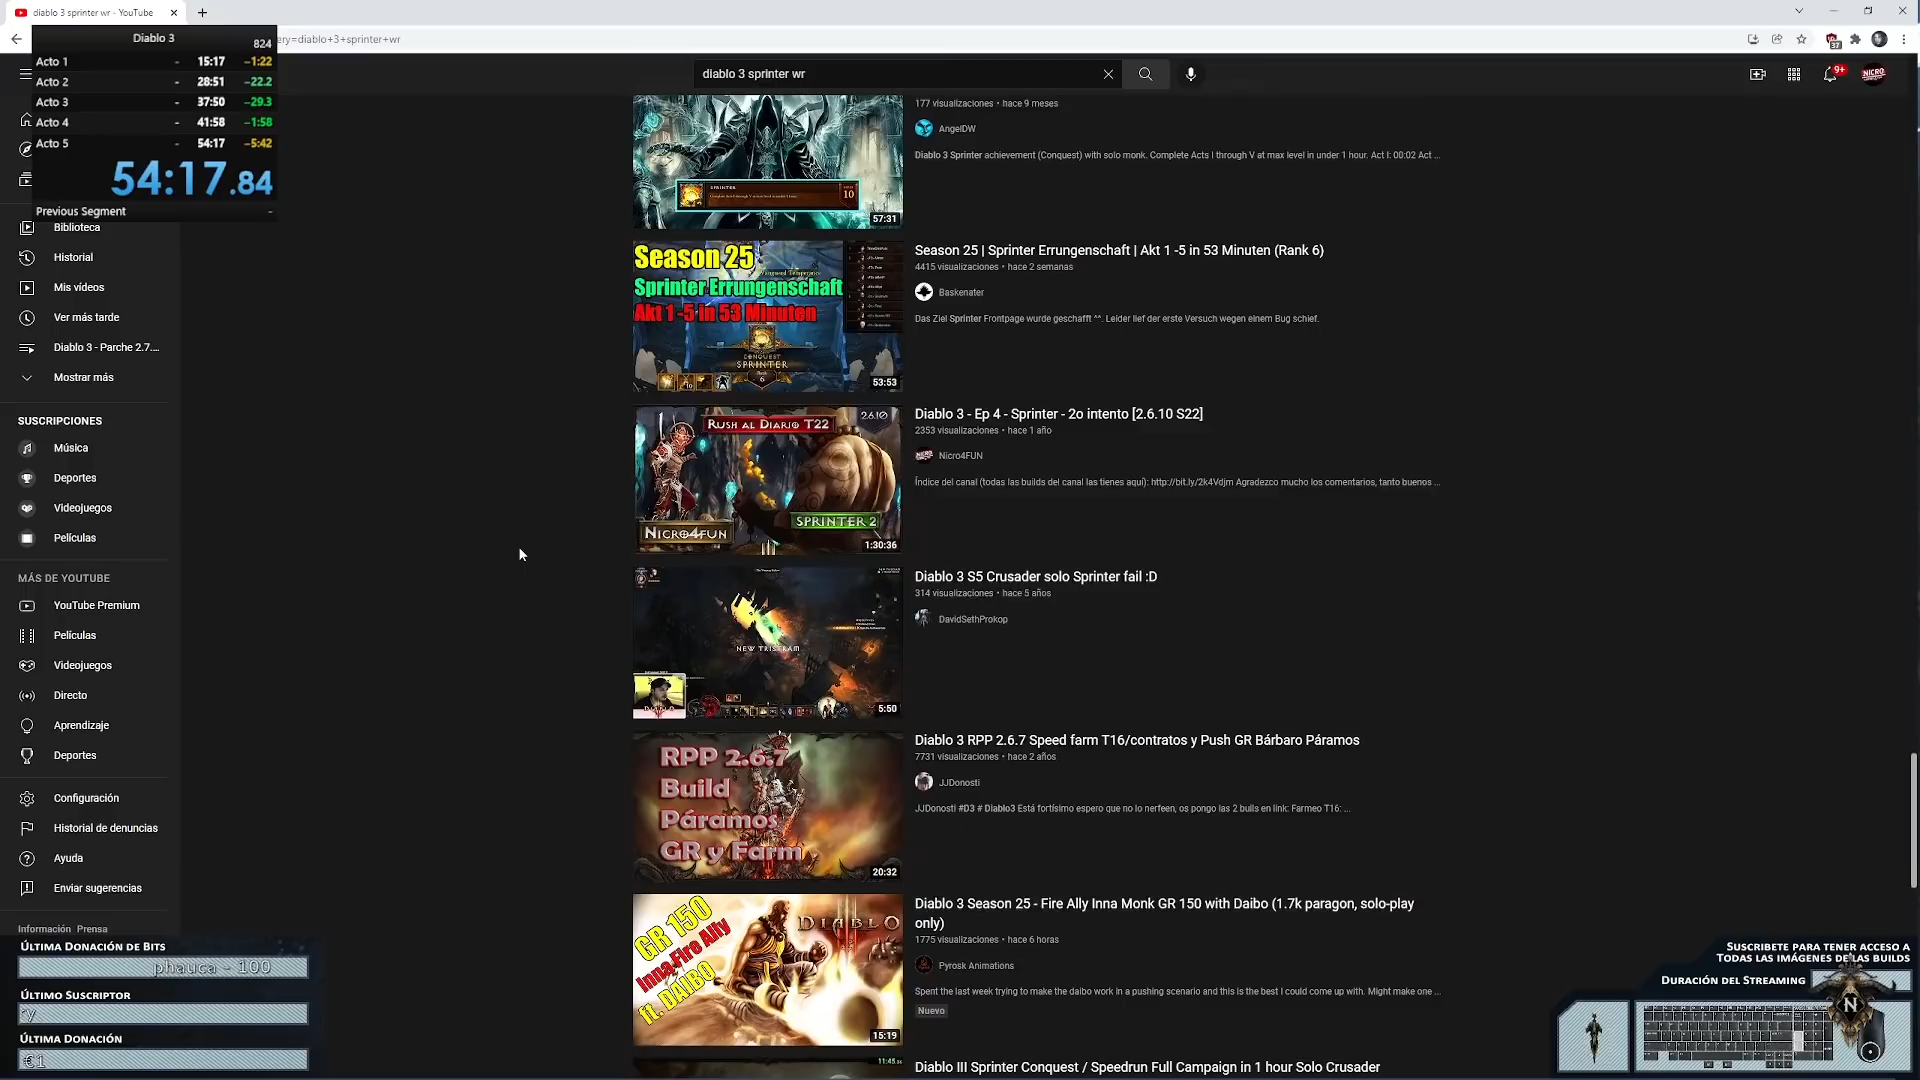 diablo 3 sprinter wr - YouTube
ery=diablo+3+sprinter+wr
37
Diablo 3
824
Acto 1 - 15:17 −1:22
Acto 2 - 28:51 −22.2
Acto 3 - 37:50 −29.3
Acto 4 - 41:58 −1:58
Acto 5 - 54:17 −5:42
54:17.84
Previous Segment -
diablo 3 sprinter wr
9+
NICRO
Biblioteca
Historial
Mis vídeos
Ver más tarde
Diablo 3 - Parche 2.7....
Mostrar más
SUSCRIPCIONES
Música
Deportes
Videojuegos
Películas
MÁS DE YOUTUBE
YouTube Premium
Películas
Videojuegos
Directo
Aprendizaje
Deportes
Configuración
Historial de denuncias
Ayuda
Enviar sugerencias
Información Prensa
SPRINTER
10
57:31
177 visualizaciones • hace 9 meses
AngelDW
Diablo 3 Sprinter achievement (Conquest) with solo monk. Complete Acts I through V at max level in under 1 hour. Act I: 00:02 Act ...
Season 25
Sprinter Errungenschaft
Akt 1 -5 in 53 Minuten
CONQUEST
SPRINTER
6
53:53
Season 25 | Sprinter Errungenschaft | Akt 1 -5 in 53 Minuten (Rank 6)
4415 visualizaciones • hace 2 semanas
Baskenater
Das Ziel Sprinter Frontpage wurde geschafft ^^. Leider lief der erste Versuch wegen einem Bug schief.
RUSH AL DIARIO T22
2.6.10
NICRO4FUN
SPRINTER 2
1:30:36
Diablo 3 - Ep 4 - Sprinter - 2o intento [2.6.10 S22]
2353 visualizaciones • hace 1 año
Nicro4FUN
Índice del canal (todas las builds del canal las tienes aquí): http://bit.ly/2k4Vdjm Agradezco mucho los comentarios, tanto buenos ...
NEW TRISTRAM
5:50
Diablo 3 S5 Crusader solo Sprinter fail :D
314 visualizaciones • hace 5 años
DavidSethProkop
RPP 2.6.7
Build
Páramos
GR y Farm
20:32
Diablo 3 RPP 2.6.7 Speed farm T16/contratos y Push GR Bárbaro Páramos
7731 visualizaciones • hace 2 años
JJDonosti
JJDonosti #D3 # Diablo3 Está fortísimo espero que no lo nerfeen, os pongo las 2 buils en link: Farmeo T16: ...
GR 150
Inna Fire Ally
ft. DAIBO
DIABLO
15:19
Diablo 3 Season 25 - Fire Ally Inna Monk GR 150 with Daibo (1.7k paragon, solo-play
only)
1775 visualizaciones • hace 6 horas
Pyrosk Animations
Spent the last week trying to make the daibo work in a pushing scenario and this is the best I could come up with. Might make one ...
Nuevo
Diablo III Sprinter Conquest / Speedrun Full Campaign in 1 hour Solo Crusader
ÚLTIMA DONACIÓN DE BITS
phauca - 100
ÚLTIMO SUSCRIPTOR
ry
ÚLTIMA DONACIÓN
€1
SUSCRIBETE PARA TENER ACCESO A
TODAS LAS IMÁGENES DE LAS BUILDS
DURACIÓN DEL STREAMING
N